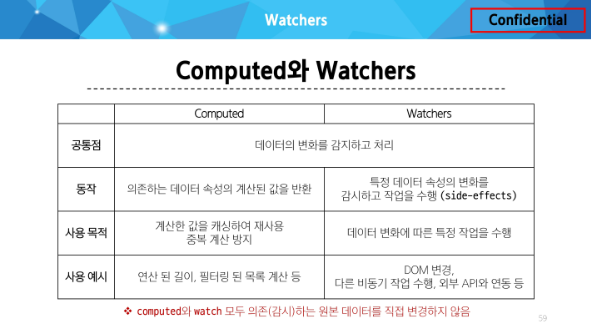 Watchers
Confidential
Computed와 Watchers
Computed
Watchers
공통점
데이터의 변화를 감지하고 처리
동작
의존하는 데이터 속성의 계산된 값을 반환
특정 데이터 속성의 변화를
감시하고 작업을 수행 (side-effects)
사용 목적
계산한 값을 캐싱하여 재사용
중복 계산 방지
데이터 변화에 따른 특정 작업을 수행
사용 예시
연산 된 길이, 필터링 된 목록 계산 등
DOM 변경,
다른 비동기 작업 수행, 외부 API와 연동 등
❖ computed와 watch 모두 의존(감시)하는 원본 데이터를 직접 변경하지 않음
59